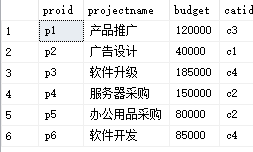 proid projectname budget catid
1 p1 产品推广 120000 c3
2 p2 广告设计 40000 c1
3 p3 软件升级 185000 c4
4 p4 服务器采购 150000 c2
5 p5 办公用品采购 80000 c2
6 p6 软件开发 85000 c4